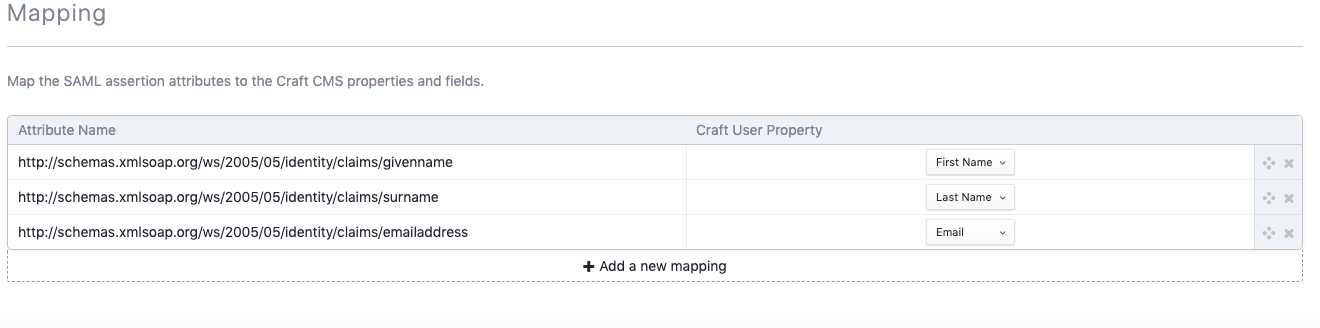 Mapping
Map the SAML assertion attributes to the Craft CMS properties and fields.
Attribute Name Craft User Property
http://schemas.xmlsoap.org/ws/2005/05/identity/claims/givenname First Name
http://schemas.xmlsoap.org/ws/2005/05/identity/claims/surname Last Name
http://schemas.xmlsoap.org/ws/2005/05/identity/claims/emailaddress Email
+ Add a new mapping